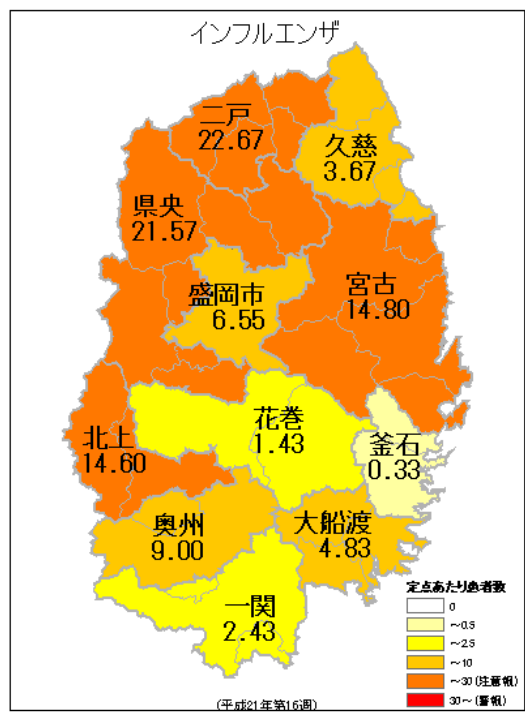 インフルエンザ
二戸
22.67
久慈
3.67
県央
21.57
盛岡市
6.55
宮古
14.80
花巻
1.43
北上
14.60
釜石
0.33
奥州
9.00
大船渡
4.83
一関
2.43
定点あたり患者数
0
～0.5
～2.5
～10
～30(注意報)
30～(警報)
(平成21年第16週)